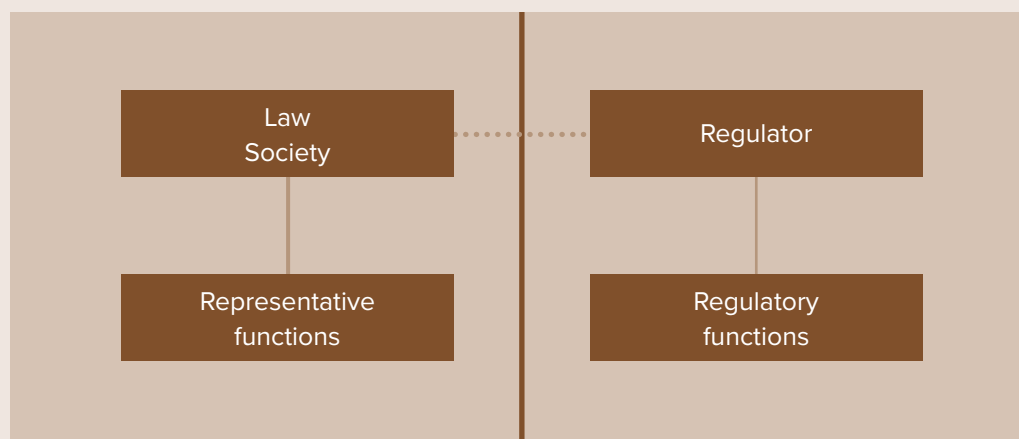 Law
Society
Regulator
Representative
functions
Regulatory
functions